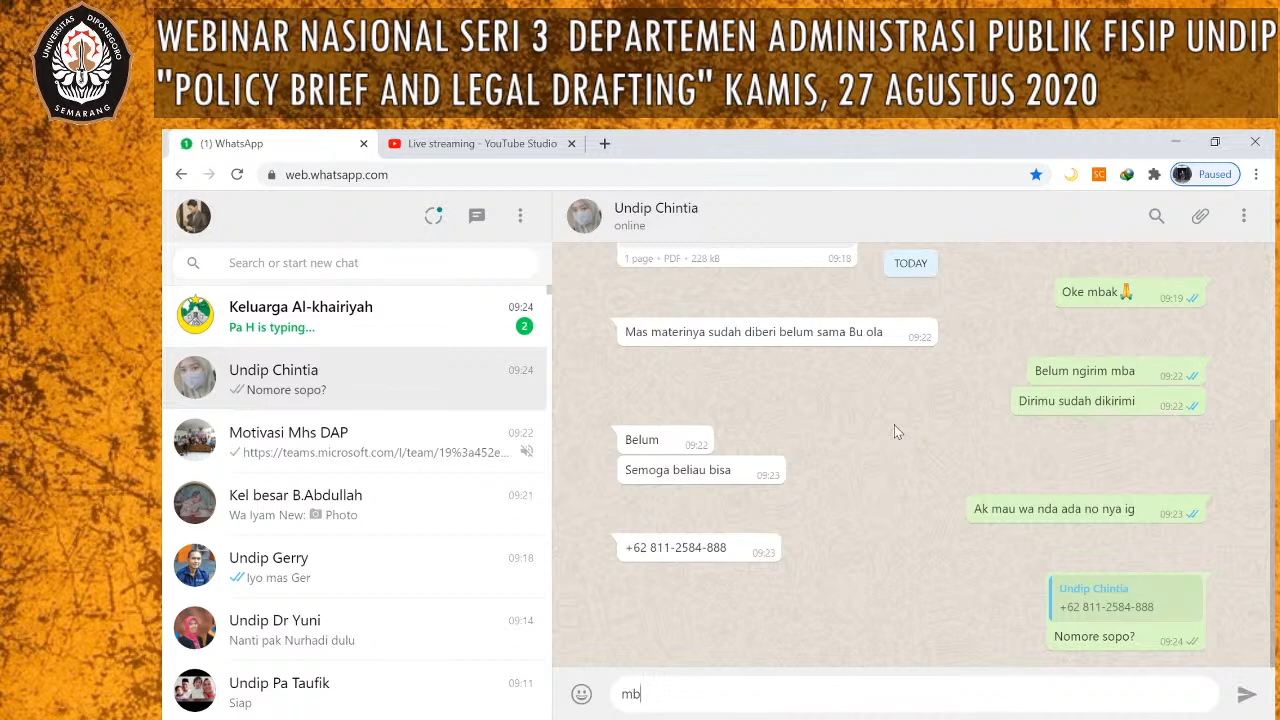 UNIVERSITAS DIPONEGORO
SEMARANG
WEBINAR NASIONAL SERI 3 DEPARTEMEN ADMINISTRASI PUBLIK FISIP UNDIP
"POLICY BRIEF AND LEGAL DRAFTING" KAMIS, 27 AGUSTUS 2020
1 (1) WhatsApp
Live streaming - YouTube Studio
web.whatsapp.com
SC
Paused
Undip Chintia
online
Search or start new chat
Keluarga Al-khairiyah 09:24
Pa H is typing... 2
Undip Chintia 09:24
Nomore sopo?
Motivasi Mhs DAP 09:22
https://teams.microsoft.com/l/team/19%3a452e...
Kel besar B.Abdullah 09:21
Wa Iyam New: Photo
Undip Gerry 09:18
Iyo mas Ger
Undip Dr Yuni 09:14
Nanti pak Nurhadi dulu
Undip Pa Taufik 09:11
Siap
1 page • PDF • 228 kB 09:18
TODAY
Oke mbak 09:19
Mas materinya sudah diberi belum sama Bu ola 09:22
Belum ngirim mba 09:22
Dirimu sudah dikirimi 09:22
Belum 09:22
Semoga beliau bisa 09:23
Ak mau wa nda ada no nya ig 09:23
+62 811-2584-888 09:23
Undip Chintia
+62 811-2584-888
Nomore sopo? 09:24
mb